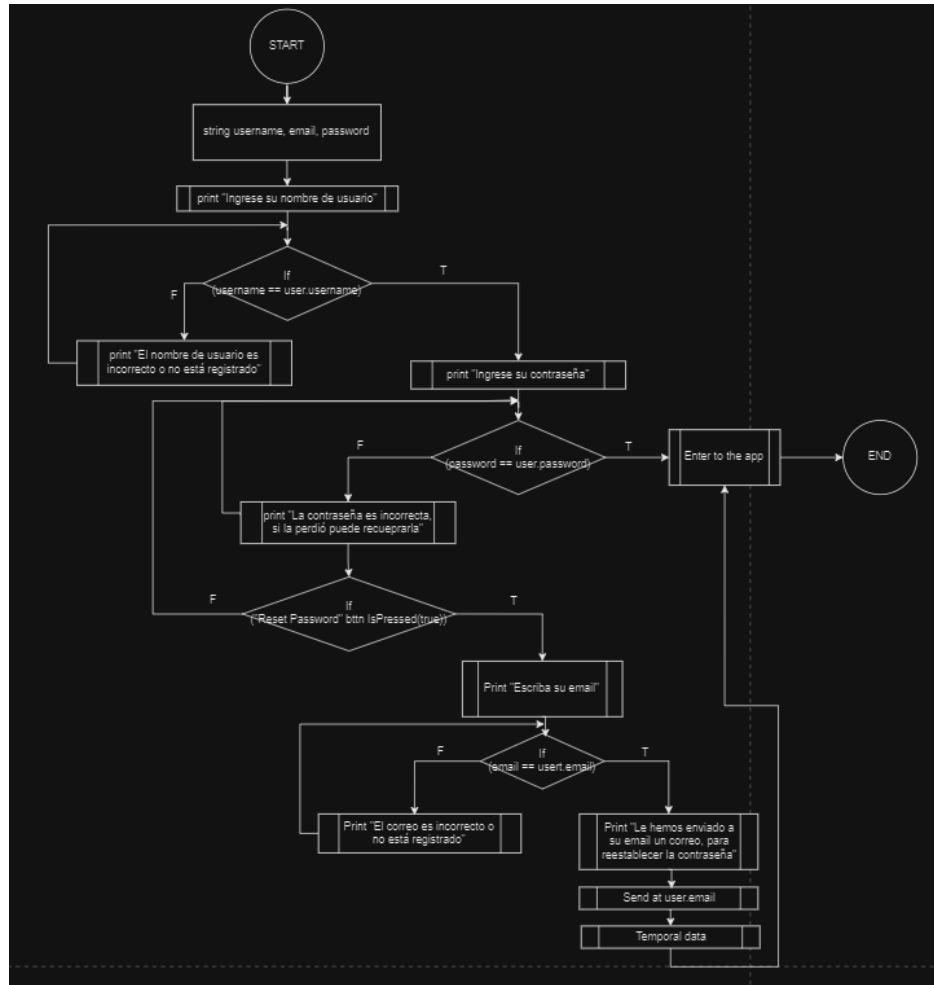 START
string username, email, password
print "Ingrese su nombre de usuario"
If
(username == user.username)
T
F
print "El nombre de usuario es
incorrecto o no está registrado"
print "Ingrese su contraseña"
If
(password == user.password)
F
T
Enter to the app
END
print "La contraseña es incorrecta,
si la perdió puede recueprarla"
If
("Reset Password" bttn IsPressed(true))
F
T
Print "Escriba su email"
If
(email == usert.email)
F
T
Print "El correo es incorrecto o
no está registrado"
Print "Le hemos enviado a
su email un correo, para
reestablecer la contraseña"
Send at user.email
Temporal data